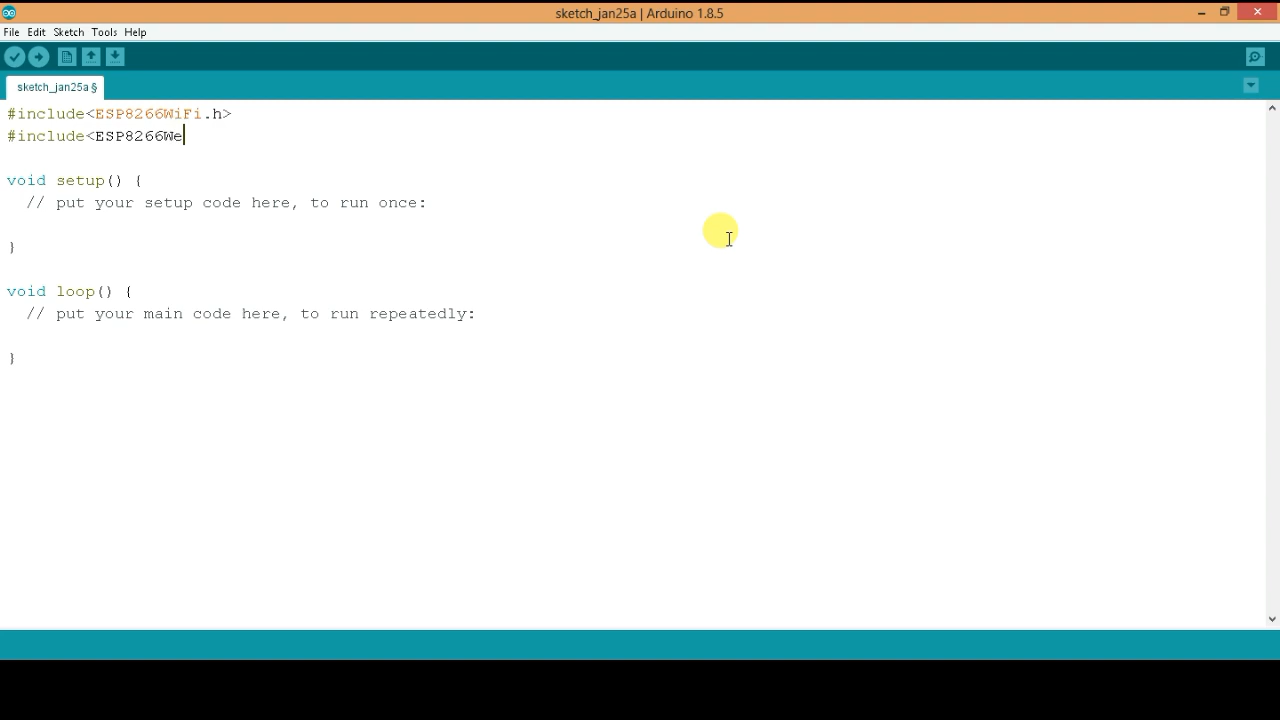 sketch_jan25a | Arduino 1.8.5
File Edit Sketch Tools Help
sketch_jan25a §
#include<ESP8266WiFi.h>
#include<ESP8266We
void setup() {
// put your setup code here, to run once:
}
void loop() {
// put your main code here, to run repeatedly:
}